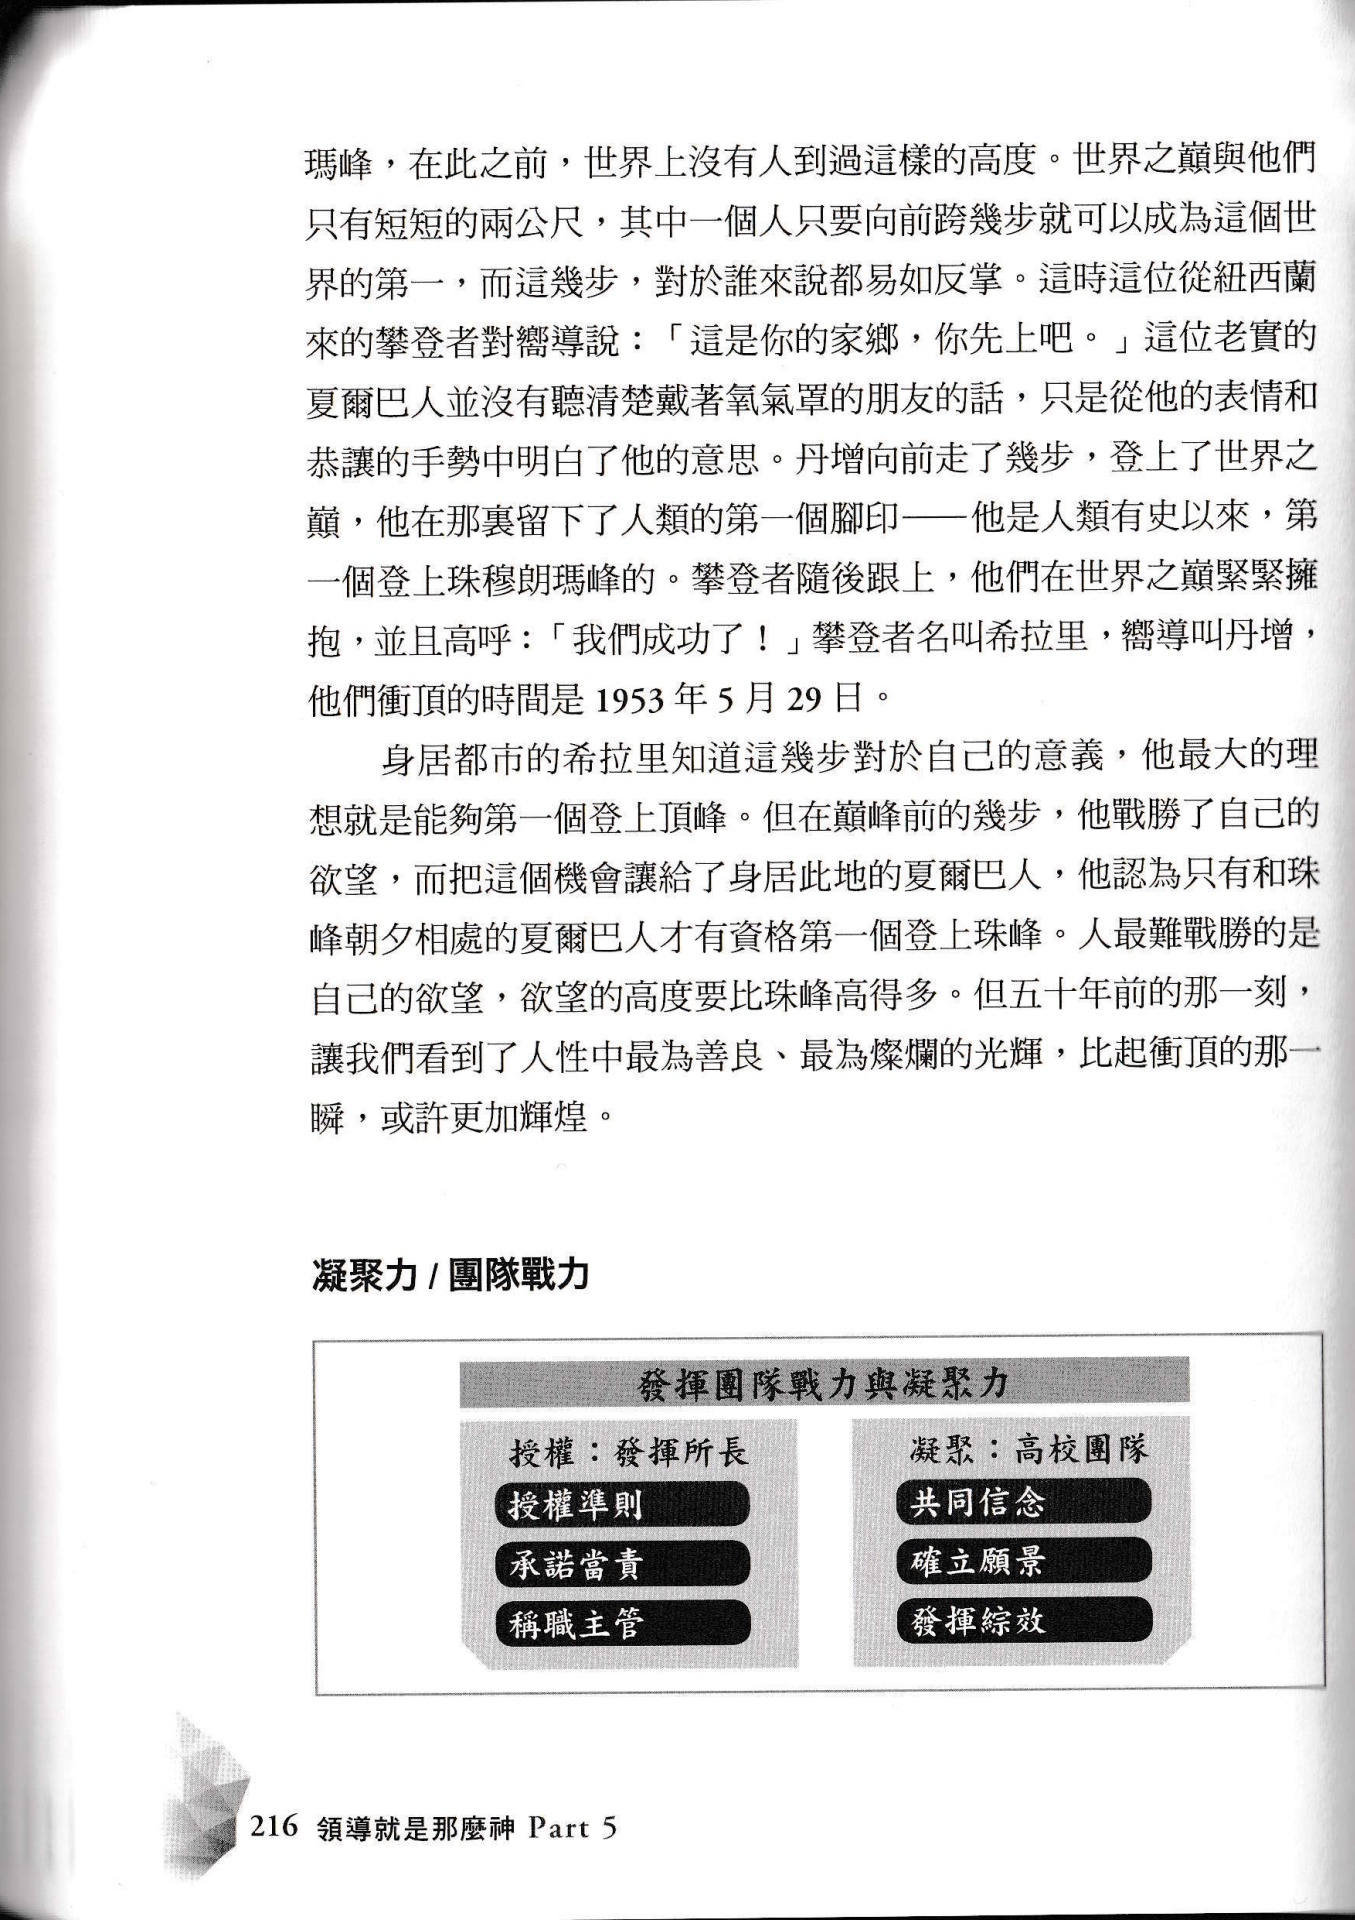 瑪峰，在此之前，世界上沒有人到過這樣的高度。世界之巔與他們
只有短短的兩公尺，其中一個人只要向前跨幾步就可以成為這個世
界的第一，而這幾步，對於誰來說都易如反掌。這時這位從紐西蘭
來的攀登者對嚮導說：「這是你的家鄉，你先上吧。」這位老實的
夏爾巴人並沒有聽清楚戴著氧氣罩的朋友的話，只是從他的表情和
恭讓的手勢中明白了他的意思。丹增向前走了幾步，登上了世界之
巔，他在那裏留下了人類的第一個腳印——他是人類有史以來，第
一個登上珠穆朗瑪峰的。攀登者隨後跟上，他們在世界之巔緊緊擁
抱，並且高呼：「我們成功了！」攀登者名叫希拉里，嚮導叫丹增，
他們衝頂的時間是 1953 年 5 月 29 日。
身居都市的希拉里知道這幾步對於自己的意義，他最大的理
想就是能夠第一個登上頂峰。但在巔峰前的幾步，他戰勝了自己的
欲望，而把這個機會讓給了身居此地的夏爾巴人，他認為只有和珠
峰朝夕相處的夏爾巴人才有資格第一個登上珠峰。人最難戰勝的是
自己的欲望，欲望的高度要比珠峰高得多。但五十年前的那一刻，
讓我們看到了人性中最為善良、最為燦爛的光輝，比起衝頂的那一
瞬，或許更加輝煌。
凝聚力 / 團隊戰力
發揮團隊戰力與凝聚力
授權：發揮所長
授權準則
承諾當責
稱職主管
凝聚：高校團隊
共同信念
確立願景
發揮綜效
216 領導就是那麼神 Part 5